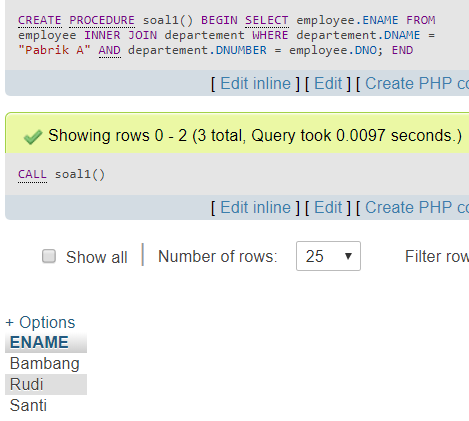 CREATE PROCEDURE soal1() BEGIN SELECT employee.ENAME FROM
employee INNER JOIN departement WHERE departement.DNAME =
"Pabrik A" AND departement.DNUMBER = employee.DNO; END
[ Edit inline ] [ Edit ] [ Create PHP
Showing rows 0 - 2 (3 total, Query took 0.0097 seconds.)
CALL soal1()
[ Edit inline ] [ Edit ] [ Create PHP
Show all | Number of rows: 25 Filter
+ Options
ENAME
Bambang
Rudi
Santi